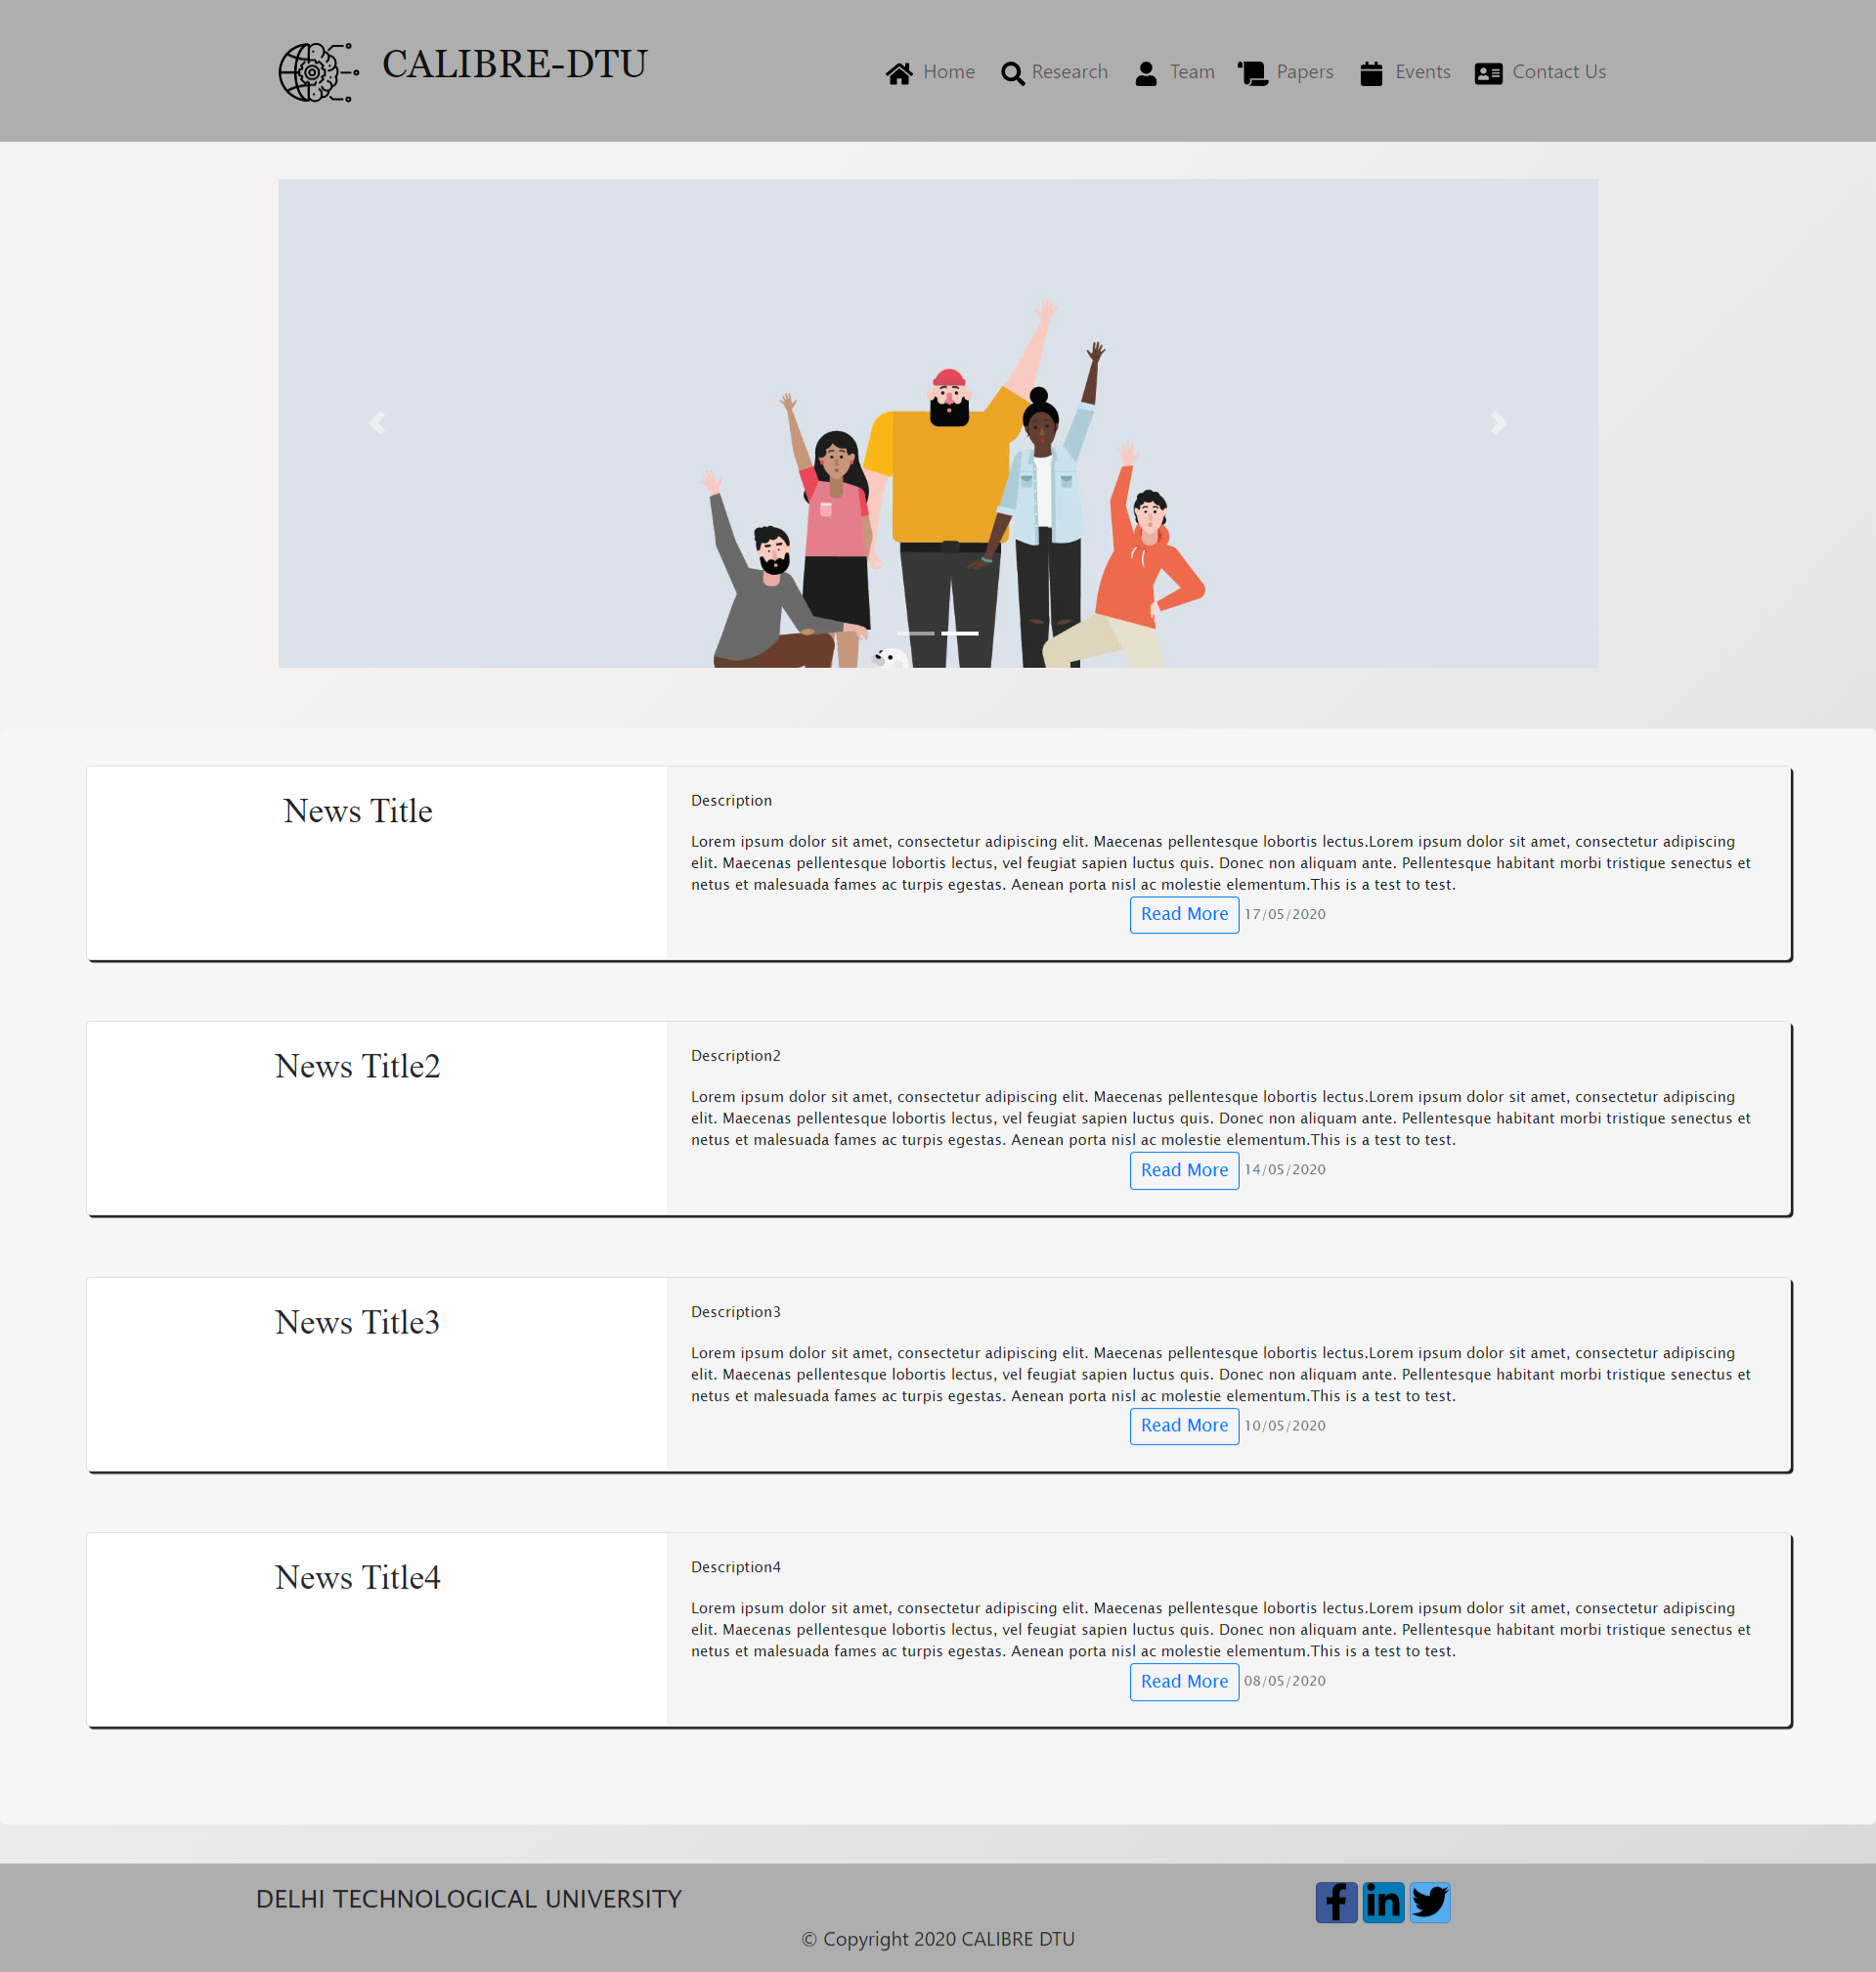 CALIBRE-DTU
Home Research Team Papers Events Contact Us
News Title
Description
Lorem ipsum dolor sit amet, consectetur adipiscing elit. Maecenas pellentesque lobortis lectus.Lorem ipsum dolor sit amet, consectetur adipiscing
elit. Maecenas pellentesque lobortis lectus, vel feugiat sapien luctus quis. Donec non aliquam ante. Pellentesque habitant morbi tristique senectus et
netus et malesuada fames ac turpis egestas. Aenean porta nisl ac molestie elementum.This is a test to test.
Read More 17/05/2020
News Title2
Description2
Lorem ipsum dolor sit amet, consectetur adipiscing elit. Maecenas pellentesque lobortis lectus.Lorem ipsum dolor sit amet, consectetur adipiscing
elit. Maecenas pellentesque lobortis lectus, vel feugiat sapien luctus quis. Donec non aliquam ante. Pellentesque habitant morbi tristique senectus et
netus et malesuada fames ac turpis egestas. Aenean porta nisl ac molestie elementum.This is a test to test.
Read More 14/05/2020
News Title3
Description3
Lorem ipsum dolor sit amet, consectetur adipiscing elit. Maecenas pellentesque lobortis lectus.Lorem ipsum dolor sit amet, consectetur adipiscing
elit. Maecenas pellentesque lobortis lectus, vel feugiat sapien luctus quis. Donec non aliquam ante. Pellentesque habitant morbi tristique senectus et
netus et malesuada fames ac turpis egestas. Aenean porta nisl ac molestie elementum.This is a test to test.
Read More 10/05/2020
News Title4
Description4
Lorem ipsum dolor sit amet, consectetur adipiscing elit. Maecenas pellentesque lobortis lectus.Lorem ipsum dolor sit amet, consectetur adipiscing
elit. Maecenas pellentesque lobortis lectus, vel feugiat sapien luctus quis. Donec non aliquam ante. Pellentesque habitant morbi tristique senectus et
netus et malesuada fames ac turpis egestas. Aenean porta nisl ac molestie elementum.This is a test to test.
Read More 08/05/2020
DELHI TECHNOLOGICAL UNIVERSITY
© Copyright 2020 CALIBRE DTU